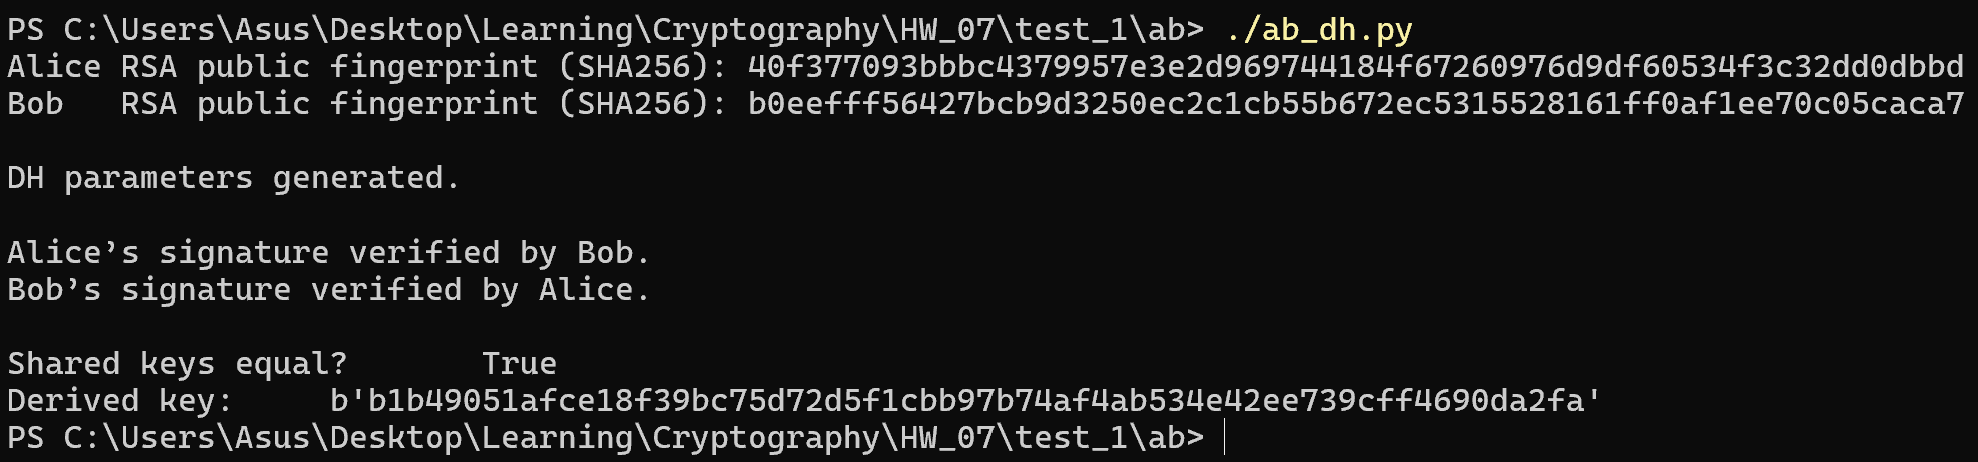 PS C:\Users\Asus\Desktop\Learning\Cryptography\HW_07\test_1\ab> ./ab_dh.py
Alice RSA public fingerprint (SHA256): 40f377093bbbc4379957e3e2d969744184f67260976d9df60534f3c32dd0dbbd
Bob   RSA public fingerprint (SHA256): b0eefff56427bcb9d3250ec2c1cb55b672ec5315528161ff0af1ee70c05caca7
DH parameters generated.
Alice’s signature verified by Bob.
Bob’s signature verified by Alice.
Shared keys equal?       True
Derived key:     b'b1b49051afce18f39bc75d72d5f1cbb97b74af4ab534e42ee739cff4690da2fa'
PS C:\Users\Asus\Desktop\Learning\Cryptography\HW_07\test_1\ab>